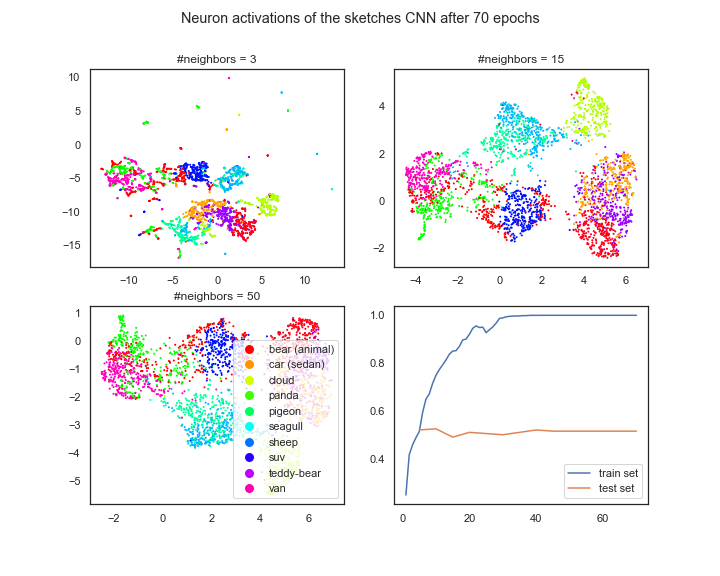 Neuron activations of the sketches CNN after 70 epochs
#neighbors = 3
10
5
0
−5
−10
−15
−10
−5
0
5
10
#neighbors = 15
4
2
0
−2
−4
−2
0
2
4
6
#neighbors = 50
1
0
−1
−2
−3
−4
−5
−2
0
2
4
6
bear (animal)
car (sedan)
cloud
panda
pigeon
seagull
sheep
suv
teddy-bear
van
1.0
0.8
0.6
0.4
0
20
40
60
train set
test set